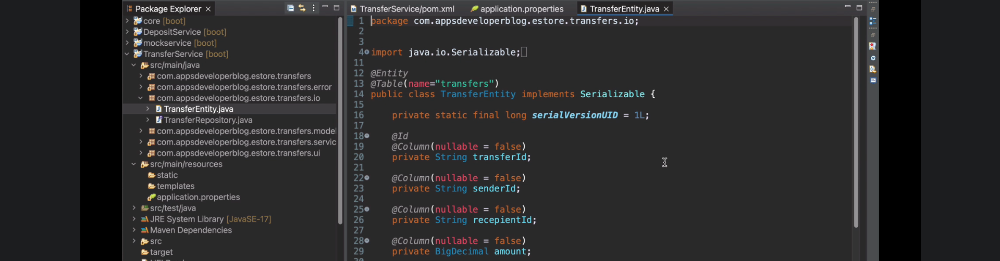 Package Explorer
core [boot]
DepositService [boot]
mockservice [boot]
TransferService [boot]
src/main/java
com.appsdeveloperblog.estore.transfers
com.appsdeveloperblog.estore.transfers.error
com.appsdeveloperblog.estore.transfers.io
TransferEntity.java
TransferRepository.java
com.appsdeveloperblog.estore.transfers.model
com.appsdeveloperblog.estore.transfers.servic
com.appsdeveloperblog.estore.transfers.ui
src/main/resources
static
templates
application.properties
src/test/java
JRE System Library [JavaSE-17]
Maven Dependencies
src
target
TransferService/pom.xml application.properties TransferEntity.java
1 package com.appsdeveloperblog.estore.transfers.io;
2
3
4 import java.io.Serializable;
11
12 @Entity
13 @Table(name="transfers")
14 public class TransferEntity implements Serializable {
15
16 private static final long serialVersionUID = 1L;
17
18 @Id
19 @Column(nullable = false)
20 private String transferId;
21
22 @Column(nullable = false)
23 private String senderId;
24
25 @Column(nullable = false)
26 private String recepientId;
27
28 @Column(nullable = false)
29 private BigDecimal amount;